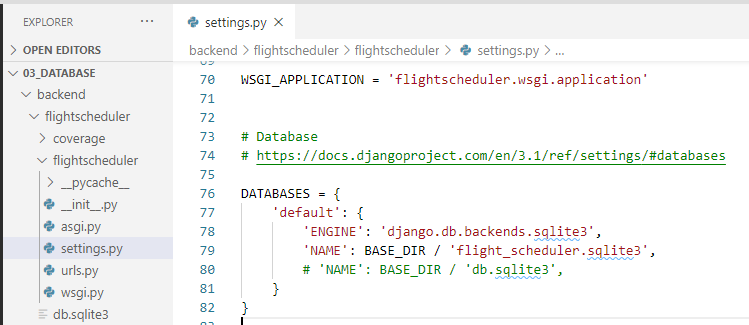 EXPLORER
OPEN EDITORS
03_DATABASE
backend
flightscheduler
coverage
flightscheduler
__pycache__
__init__.py
asgi.py
settings.py
urls.py
wsgi.py
db.sqlite3
settings.py
backend > flightscheduler > flightscheduler > settings.py > ...
69
70 WSGI_APPLICATION = 'flightscheduler.wsgi.application'
71
72
73 # Database
74 # https://docs.djangoproject.com/en/3.1/ref/settings/#databases
75
76 DATABASES = {
77 'default': {
78 'ENGINE': 'django.db.backends.sqlite3',
79 'NAME': BASE_DIR / 'flight_scheduler.sqlite3',
80 # 'NAME': BASE_DIR / 'db.sqlite3',
81 }
82 }
83